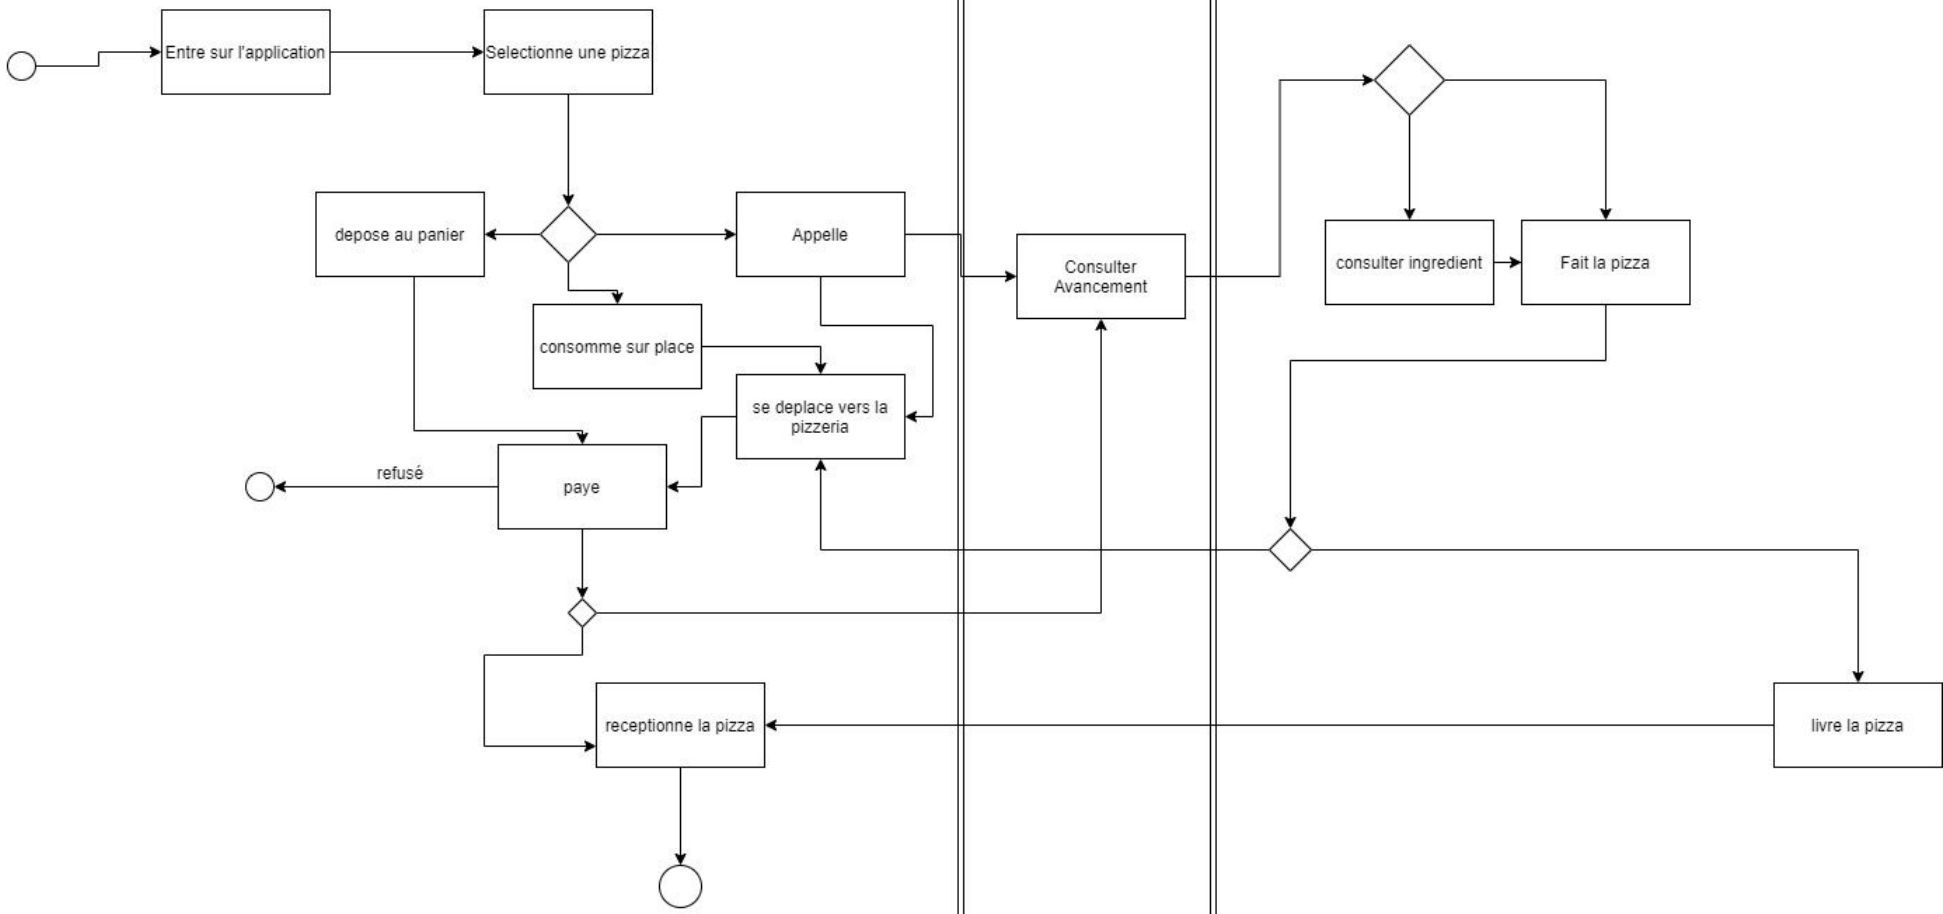 Entre sur l'application
Selectionne une pizza
depose au panier
Appelle
Consulter
Avancement
consulter ingredient
Fait la pizza
consomme sur place
se deplace vers la
pizzeria
refusé
paye
receptionne la pizza
livre la pizza